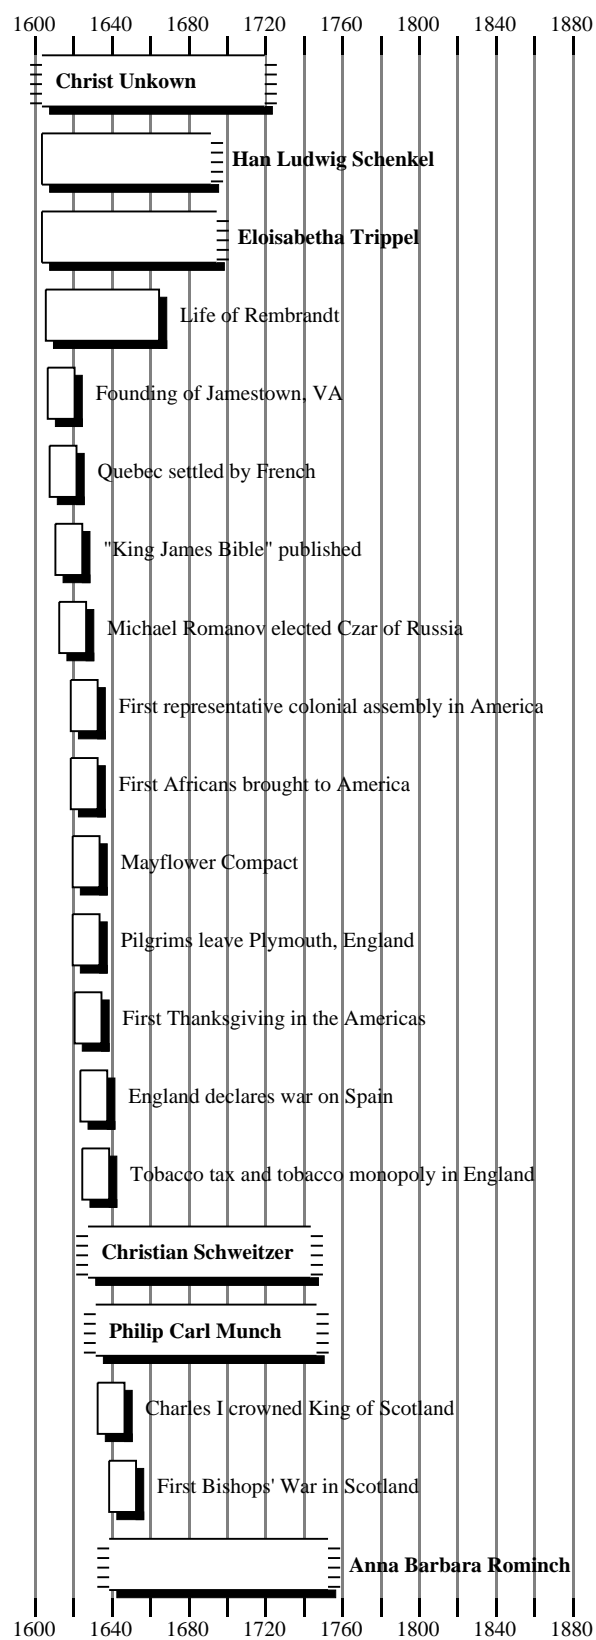 1600 1640 1680 1720 1760 1800 1840 1880
Christ Unkown
Han Ludwig Schenkel
Eloisabetha Trippel
Life of Rembrandt
Founding of Jamestown, VA
Quebec settled by French
"King James Bible" published
Michael Romanov elected Czar of Russia
First representative colonial assembly in America
First Africans brought to America
Mayflower Compact
Pilgrims leave Plymouth, England
First Thanksgiving in the Americas
England declares war on Spain
Tobacco tax and tobacco monopoly in England
Christian Schweitzer
Philip Carl Munch
Charles I crowned King of Scotland
First Bishops' War in Scotland
Anna Barbara Rominch
1600 1640 1680 1720 1760 1800 1840 1880